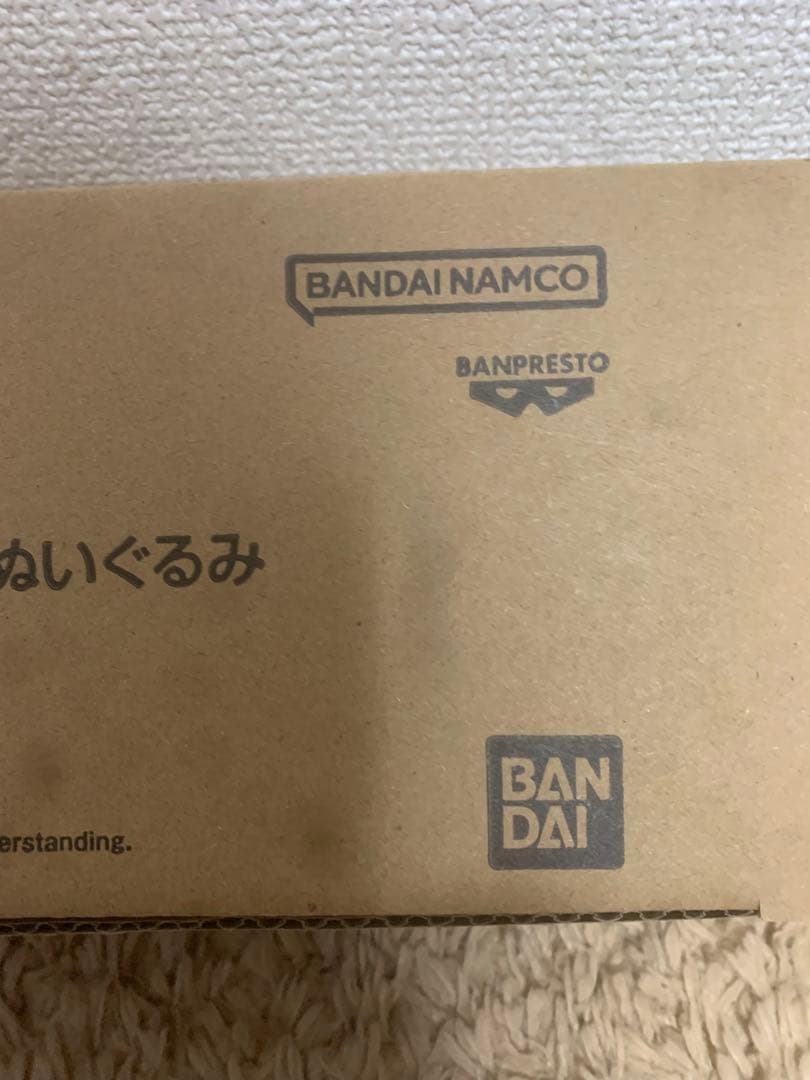 BANDAI NAMCO
BANPRESTO
ぬいぐるみ
BAN
DAI
erstanding.